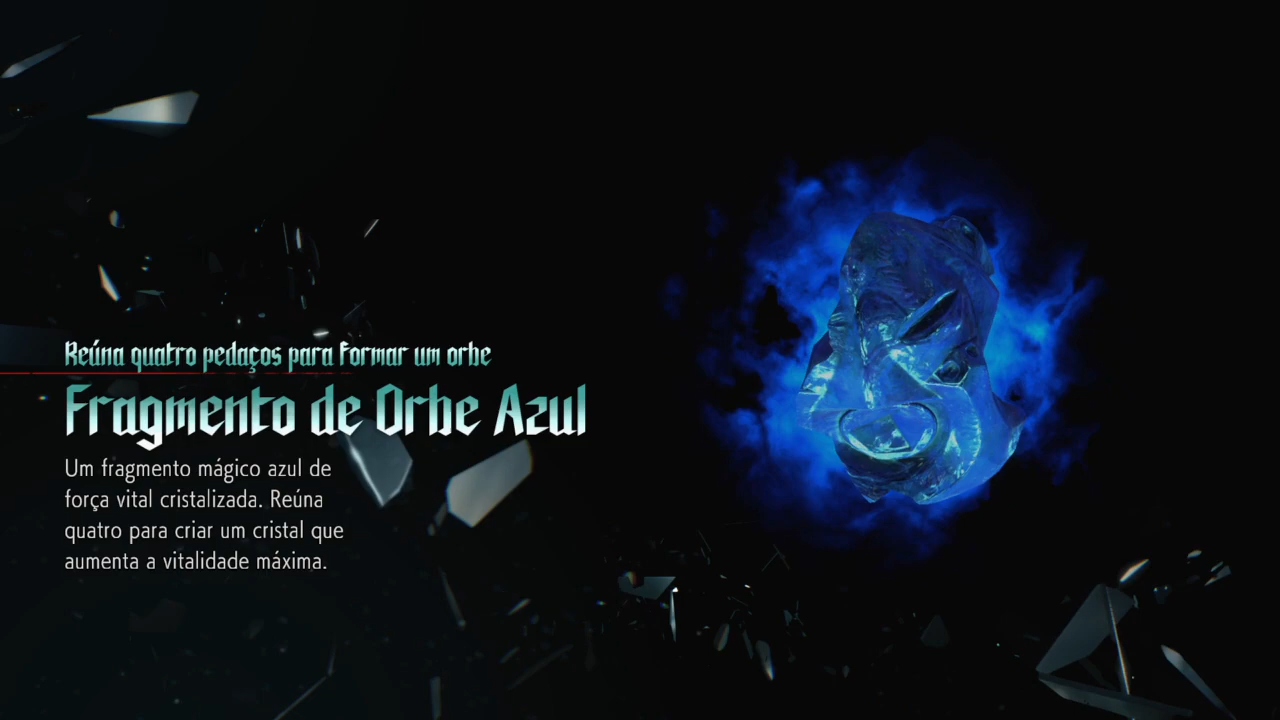 Reúna quatro pedaços para formar um orbe
Fragmento de Orbe Azul
Um fragmento mágico azul de
força vital cristalizada. Reúna
quatro para criar um cristal que
aumenta a vitalidade máxima.